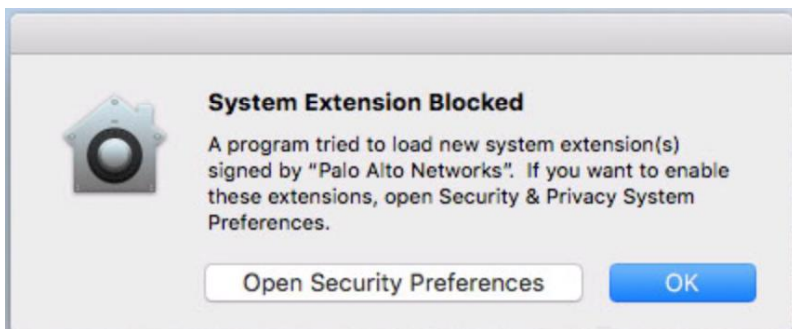 System Extension Blocked
A program tried to load new system extension(s)
signed by “Palo Alto Networks”.  If you want to enable
these extensions, open Security & Privacy System
Preferences.
Open Security Preferences
OK